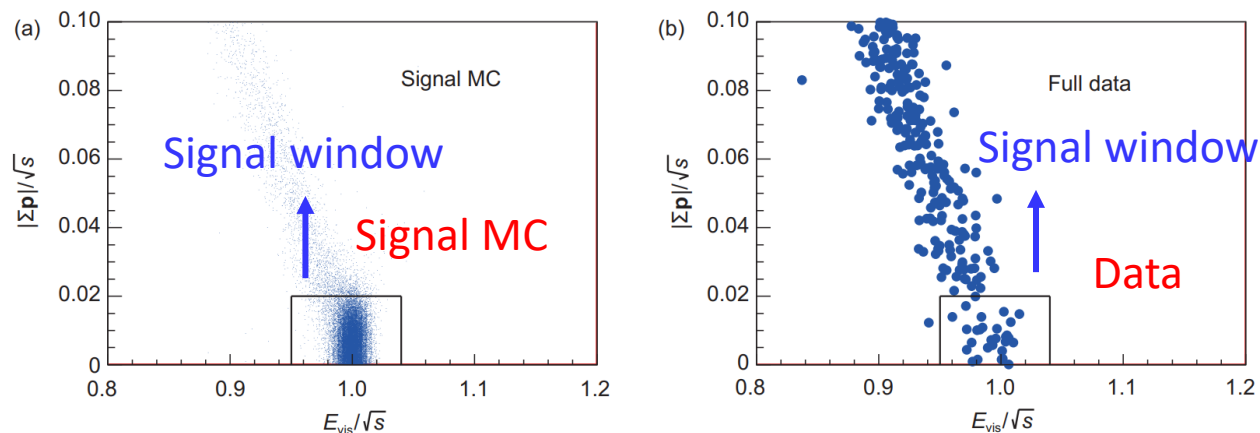 (a)
0.10
0.08
0.06
0.04
0.02
0
|Σp|/√s
Signal MC
Signal window
Signal MC
0.8 0.9 1.0 1.1 1.2
E_vis/√s
(b)
0.10
0.08
0.06
0.04
0.02
0
|Σp|/√s
Full data
Signal window
Data
0.8 0.9 1.0 1.1 1.2
E_vis/√s